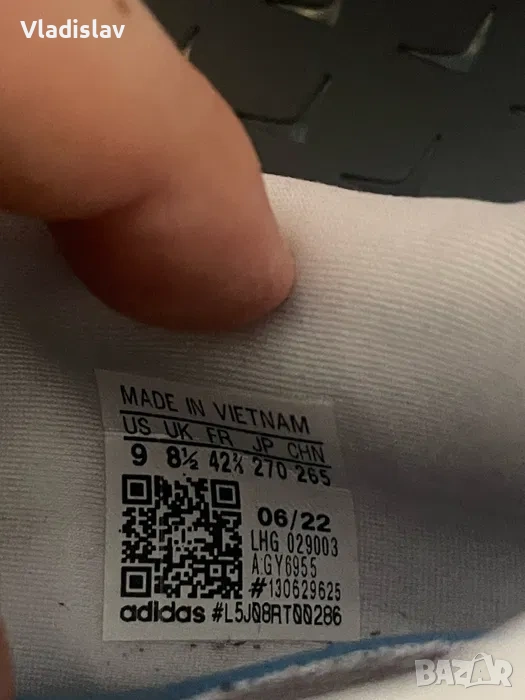 Vladislav
MADE IN VIETNAM
US UK FR JP CHN
9 8½ 42⅔ 270 265
06/22
LHG 029003
A:GY6955
#130629625
adidas #L5J08RT00286
БАЗАР